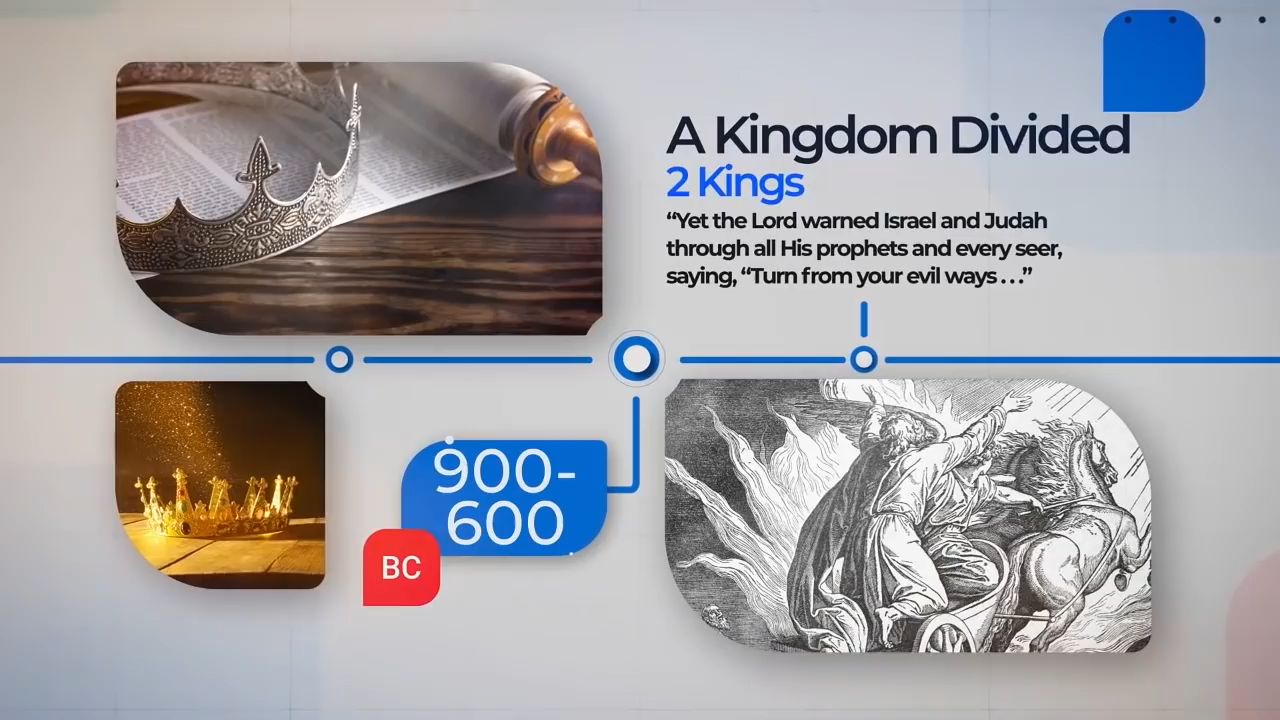 A Kingdom Divided
2 Kings
“Yet the Lord warned Israel and Judah
through all His prophets and every seer,
saying, “Turn from your evil ways . . .”
900-
600
BC